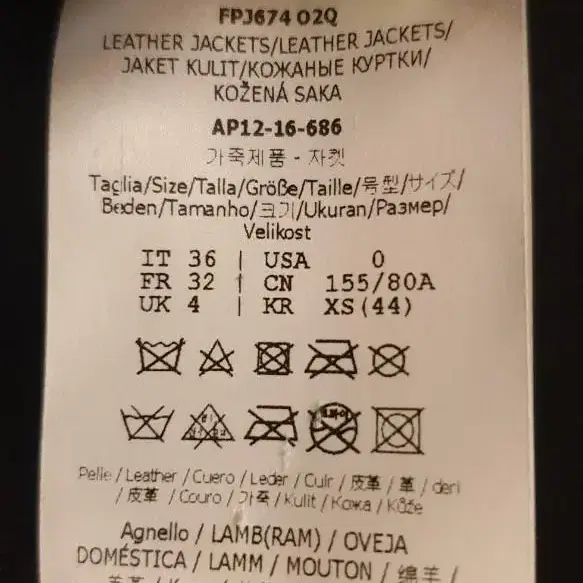 FPJ674 02Q
LEATHER JACKETS/LEATHER JACKETS/
JAKET KULIT/КОЖАНЫЕ КУРТКИ/
KOŽENÁ SAKA
AP12-16-686
가죽제품 - 자켓
Taglia/Size/Talla/Größe/Taille/号型/サイズ/
Beden/Tamanho/크기/Ukuran/Размер/
Velikost
IT 36 | USA 0
FR 32 | CN 155/80A
UK 4 | KR XS(44)
Pelle / Leather / Cuero / Leder / Cuir / 皮革 / 革 / deri
/ 皮革 / Couro / 가죽 / Kulit / Кожа / Kůže
Agnello / LAMB(RAM) / OVEJA
DOMÉSTICA / LAMM / MOUTON / 绵羊 /